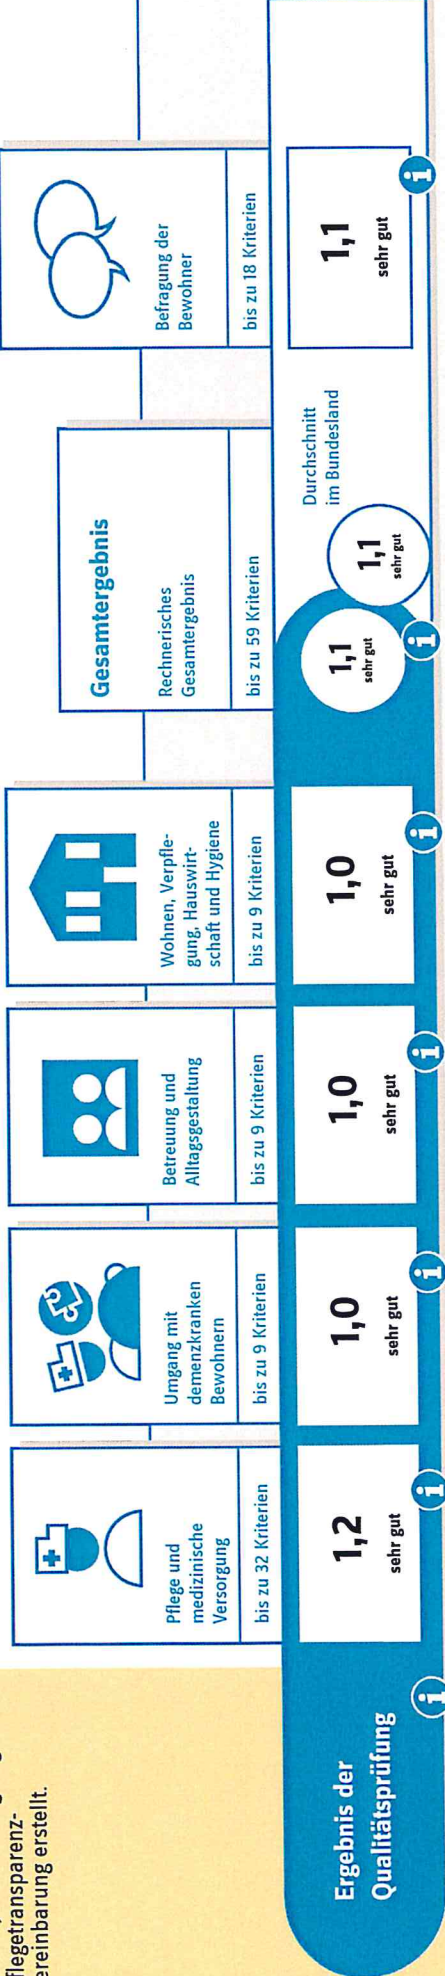 ereinbarung erstellt.
Pflege und
medizinische
Versorgung
bis zu 32 Kriterien
Umgang mit
demenzkranken
Bewohnern
bis zu 9 Kriterien
Betreuung und
Alltagsgestaltung
bis zu 9 Kriterien
Wohnen, Verpfle-
gung, Hauswirt-
schaft und Hygiene
bis zu 9 Kriterien
Gesamtergebnis
Rechnerisches
Gesamtergebnis
bis zu 59 Kriterien
Befragung der
Bewohner
bis zu 18 Kriterien
Ergebnis der
Qualitätsprüfung
1,2
sehr gut
1,0
sehr gut
1,0
sehr gut
1,0
sehr gut
1,1
sehr gut
Durchschnitt
im Bundesland
1,1
sehr gut
1,1
sehr gut